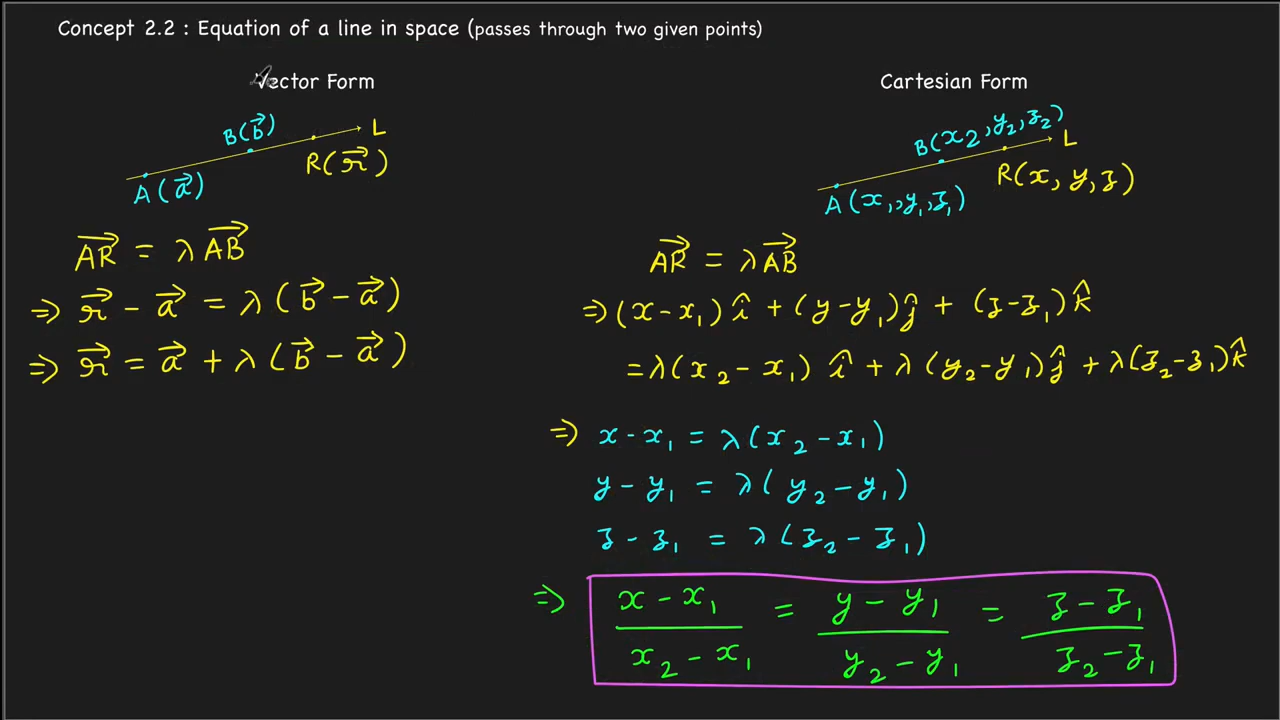 Concept 2.2 : Equation of a line in space (passes through two given points)
Vector Form
B(b⃗)
L
R(r⃗)
A(a⃗)
AR⃗ = λAB⃗
⇒ r⃗ - a⃗ = λ(b⃗ - a⃗)
⇒ r⃗ = a⃗ + λ(b⃗ - a⃗)
Cartesian Form
B(x₂, y₂, z₂)
L
R(x, y, z)
A(x₁, y₁, z₁)
AR⃗ = λAB⃗
⇒ (x-x₁)î + (y-y₁)ĵ + (z-z₁)k̂
= λ(x₂-x₁)î + λ(y₂-y₁)ĵ + λ(z₂-z₁)k̂
⇒ x-x₁ = λ(x₂-x₁)
y-y₁ = λ(y₂-y₁)
z-z₁ = λ(z₂-z₁)
⇒ (x-x₁)/(x₂-x₁) = (y-y₁)/(y₂-y₁) = (z-z₁)/(z₂-z₁)